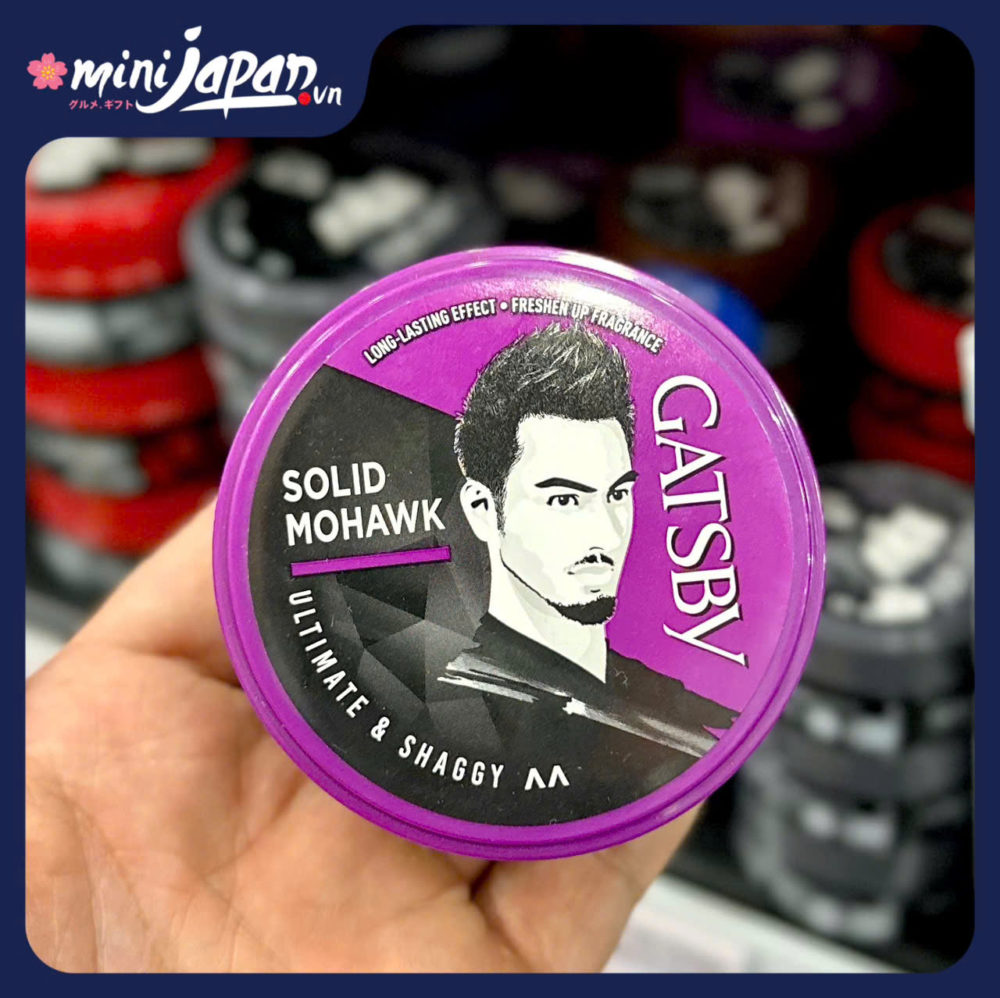 minijapan.vn
グルメ.ギフト
LONG-LASTING EFFECT • FRESHEN UP FRAGRANCE
GATSBY
SOLID
MOHAWK
ULTIMATE & SHAGGY